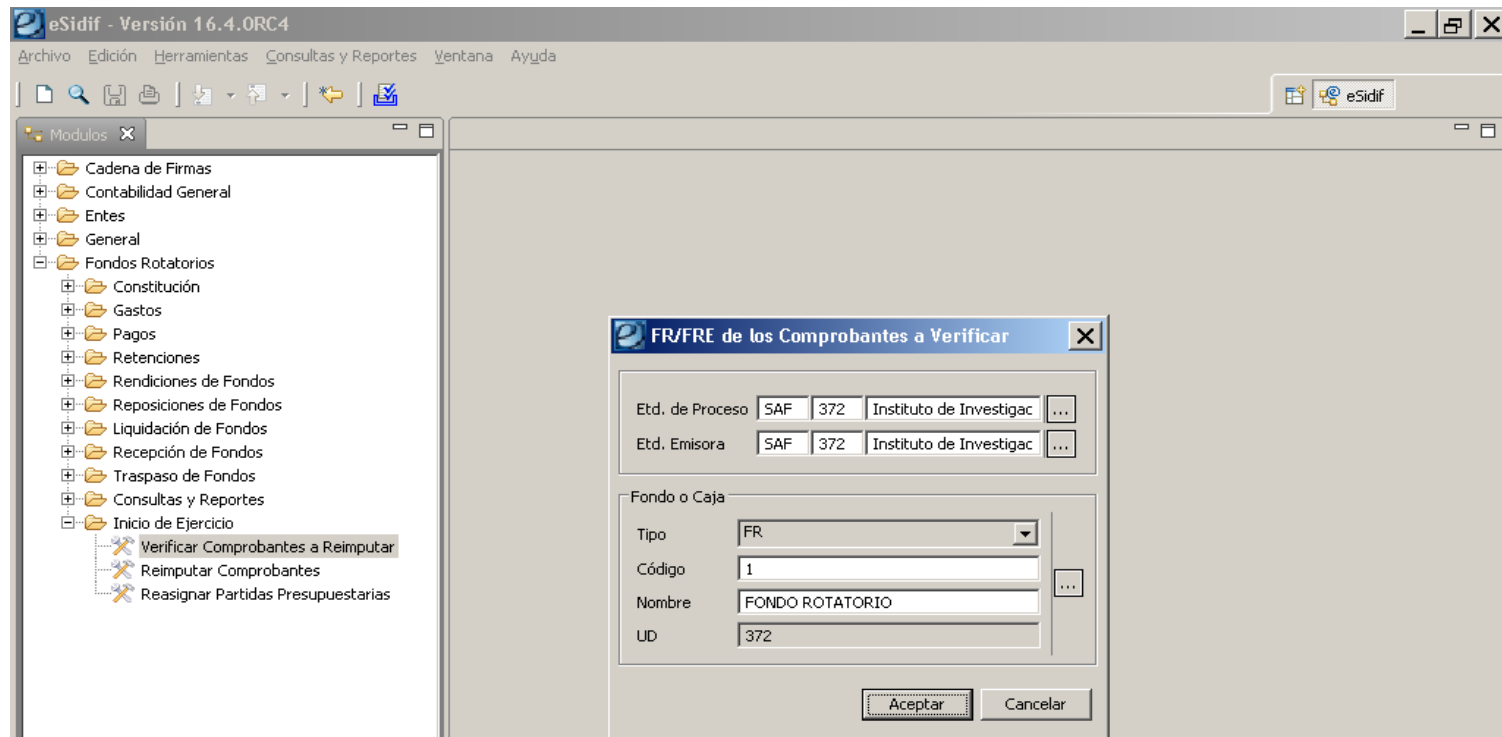 eSidif - Versión 16.4.0RC4
Archivo Edición Herramientas Consultas y Reportes Ventana Ayuda
eSidif
Modulos
Cadena de Firmas
Contabilidad General
Entes
General
Fondos Rotatorios
Constitución
Gastos
Pagos
Retenciones
Rendiciones de Fondos
Reposiciones de Fondos
Liquidación de Fondos
Recepción de Fondos
Traspaso de Fondos
Consultas y Reportes
Inicio de Ejercicio
Verificar Comprobantes a Reimputar
Reimputar Comprobantes
Reasignar Partidas Presupuestarias
FR/FRE de los Comprobantes a Verificar
Etd. de Proceso SAF 372 Instituto de Investigac ...
Etd. Emisora SAF 372 Instituto de Investigac ...
Fondo o Caja
Tipo FR
Código 1
...
Nombre FONDO ROTATORIO
UD 372
Aceptar Cancelar